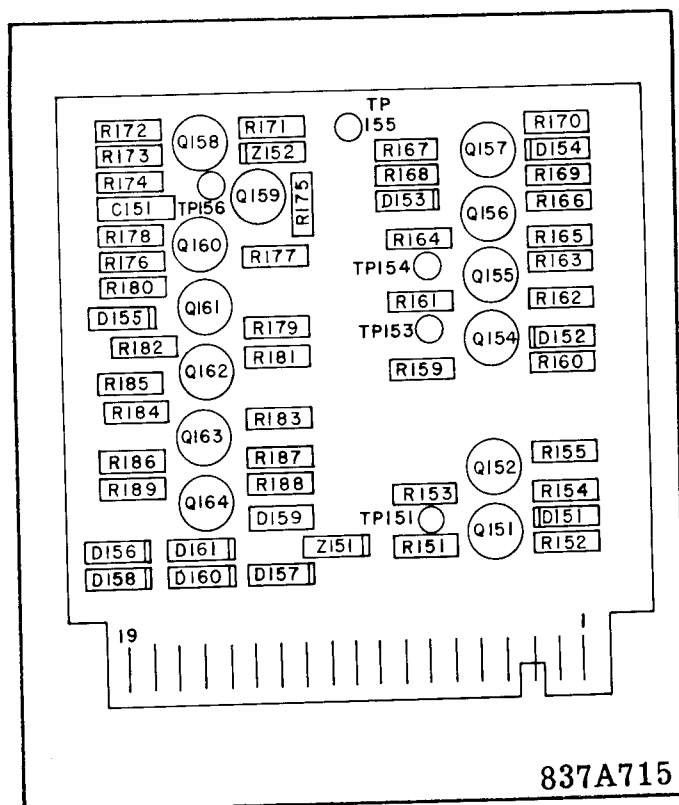 R172 Q158 R171 TP 155 R170
R173 Z152 R167 Q157 D154
R174 R168 R169
C151 TP156 Q159 R175 D153 Q156 R166
R178 Q160 R164 R165
R176 R177 TP154 R163
R180 Q155
D155 Q161 R161 R162
R179 TP153
R182 R181 R159 Q154 D152
R185 Q162 R160
R184 R183
Q163 R155
R186 R187 Q152
R189 Q164 R188 R153 R154
D159 TP151 Q151 D151
D156 D161 Z151 R151 R152
D158 D160 D157
19 1
837A715